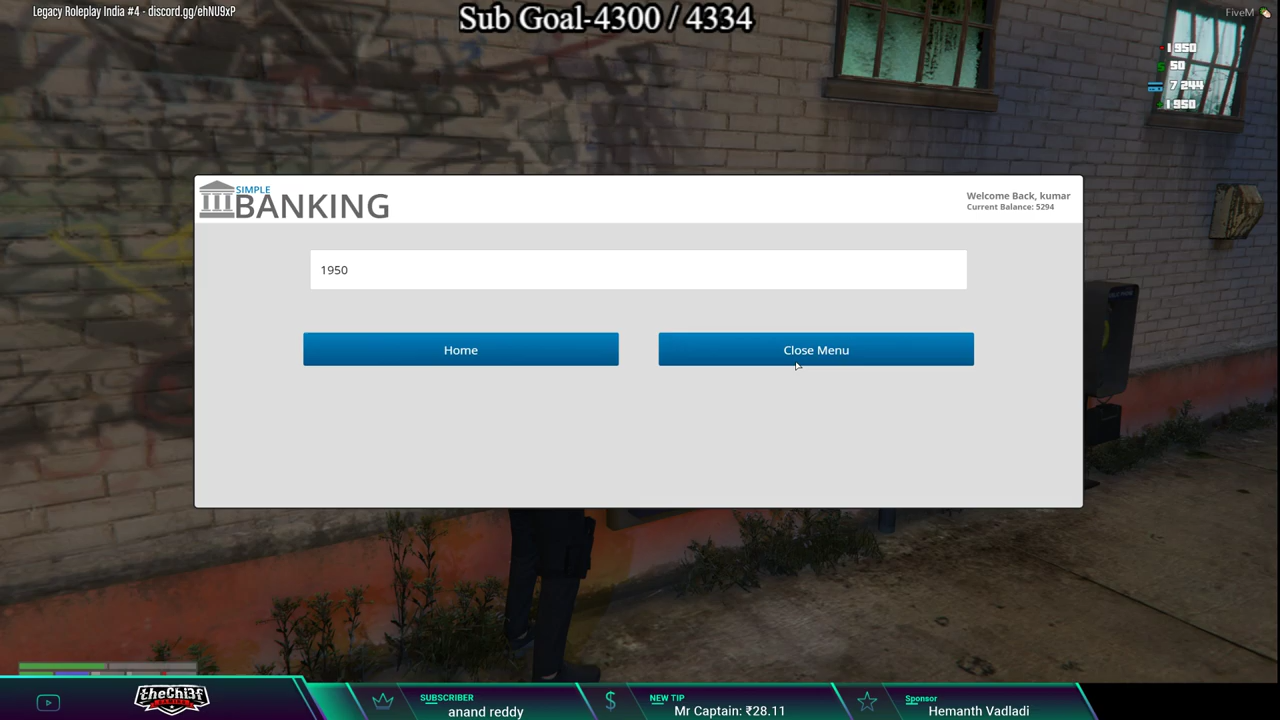 Legacy Roleplay India #4 - discord.gg/ehNU9xP
Sub Goal-4300 / 4334
FiveM
1 950
$ 50
7 244
1 950
SIMPLE
BANKING
Welcome Back, kumar
Current Balance: 5294
1950
Home
Close Menu
theCh13f
GAMING
SUBSCRIBER
anand reddy
$
NEW TIP
Mr Captain: ₹28.11
Sponsor
Hemanth Vadladi